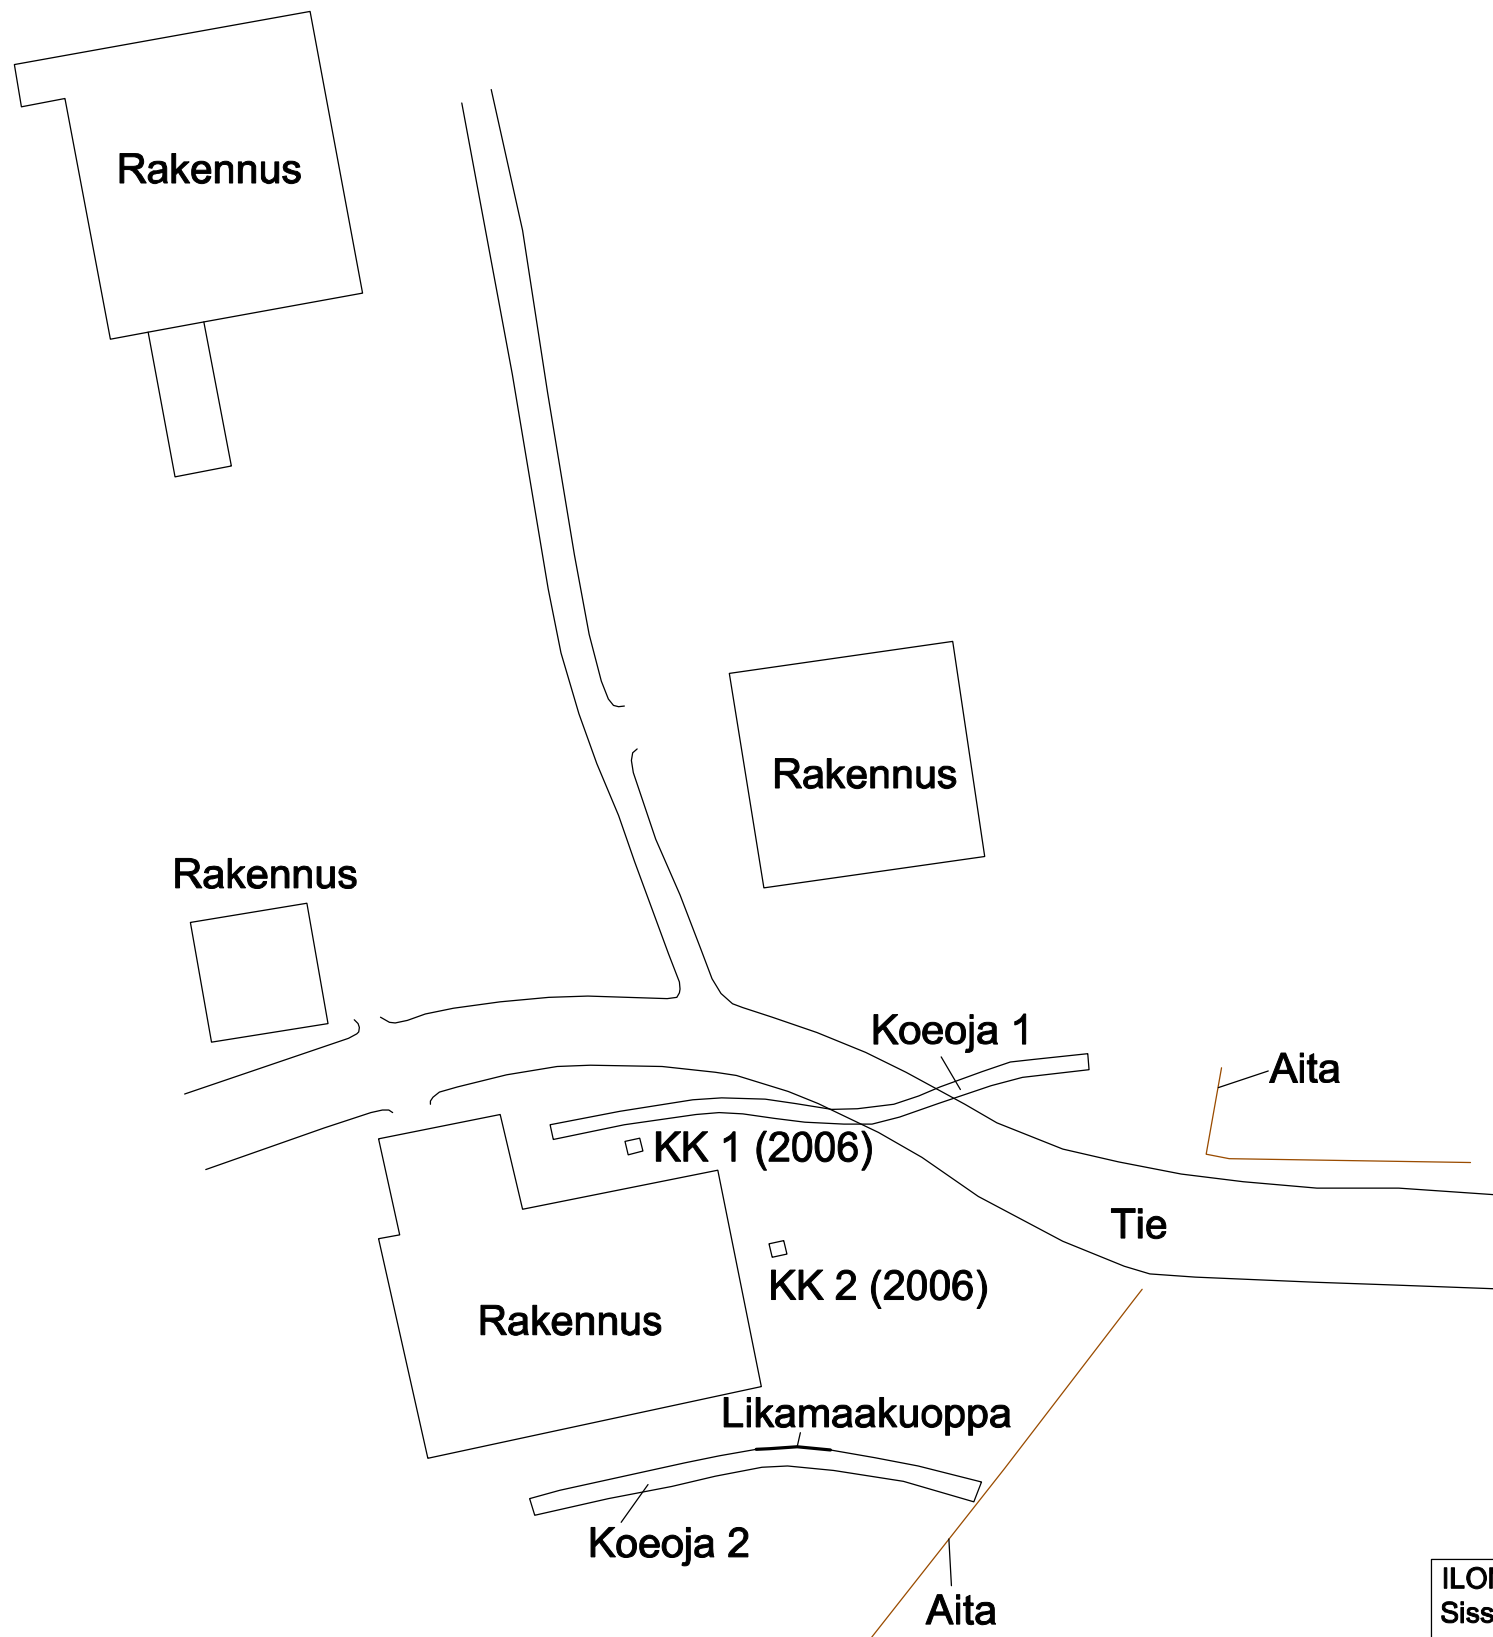 Rakennus
Rakennus
Rakennus
Koeoja 1
Aita
KK 1 (2006)
Tie
KK 2 (2006)
Rakennus
Likamaakuoppa
Koeoja 2
Aita